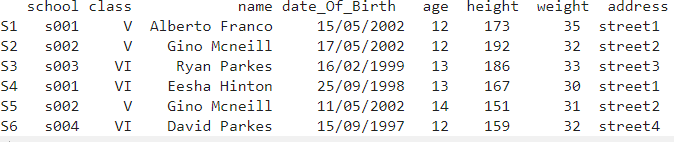 school class name date_Of_Birth age height weight address
S1 s001 V Alberto Franco 15/05/2002 12 173 35 street1
S2 s002 V Gino Mcneill 17/05/2002 12 192 32 street2
S3 s003 VI Ryan Parkes 16/02/1999 13 186 33 street3
S4 s001 VI Eesha Hinton 25/09/1998 13 167 30 street1
S5 s002 V Gino Mcneill 11/05/2002 14 151 31 street2
S6 s004 VI David Parkes 15/09/1997 12 159 32 street4